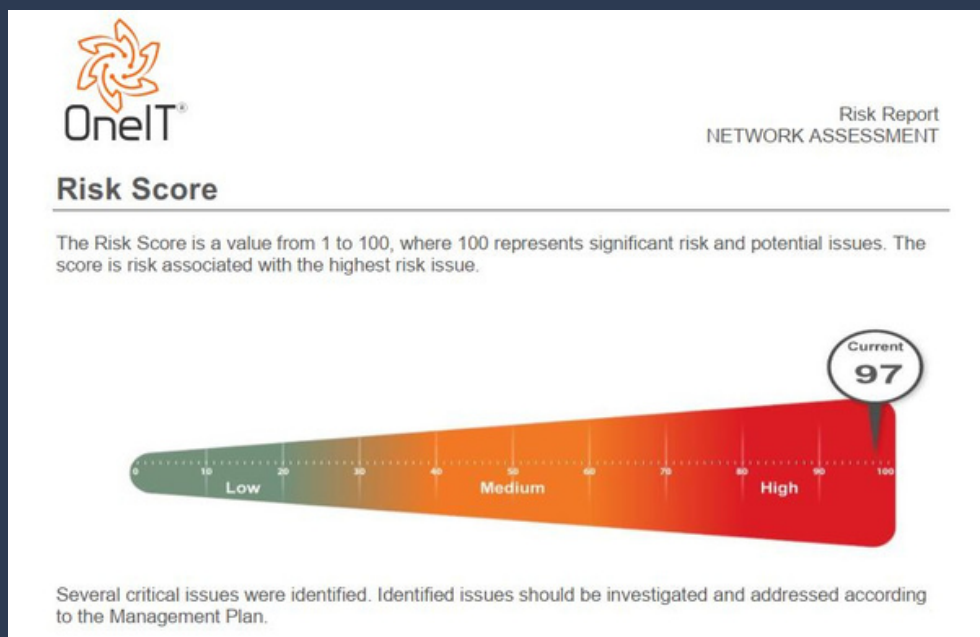 OneIT®
Risk Report
NETWORK ASSESSMENT
Risk Score
The Risk Score is a value from 1 to 100, where 100 represents significant risk and potential issues. The
score is risk associated with the highest risk issue.
Current
97
0 10 20 30 40 50 60 70 80 90 100
Low Medium High
Several critical issues were identified. Identified issues should be investigated and addressed according
to the Management Plan.